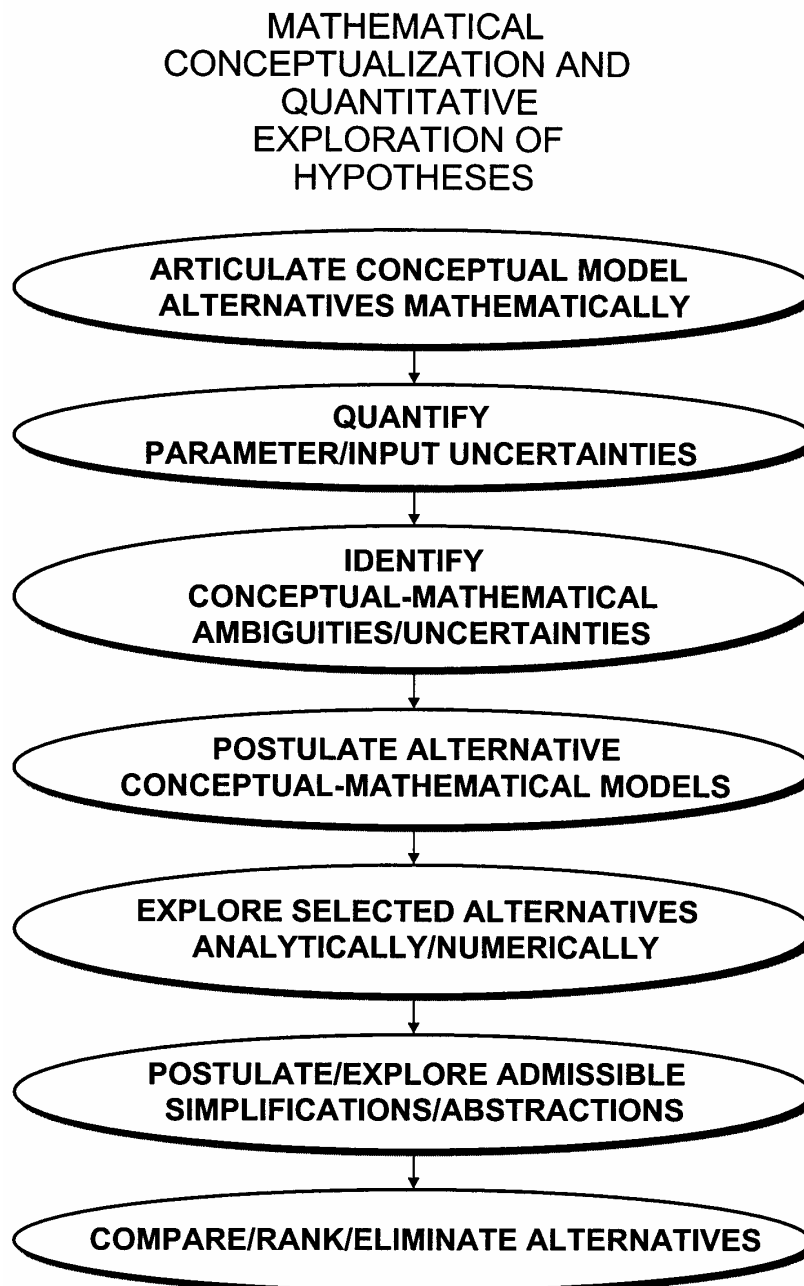 MATHEMATICAL
CONCEPTUALIZATION AND
QUANTITATIVE
EXPLORATION OF
HYPOTHESES
ARTICULATE CONCEPTUAL MODEL
ALTERNATIVES MATHEMATICALLY
QUANTIFY
PARAMETER/INPUT UNCERTAINTIES
IDENTIFY
CONCEPTUAL-MATHEMATICAL
AMBIGUITIES/UNCERTAINTIES
POSTULATE ALTERNATIVE
CONCEPTUAL-MATHEMATICAL MODELS
EXPLORE SELECTED ALTERNATIVES
ANALYTICALLY/NUMERICALLY
POSTULATE/EXPLORE ADMISSIBLE
SIMPLIFICATIONS/ABSTRACTIONS
COMPARE/RANK/ELIMINATE ALTERNATIVES